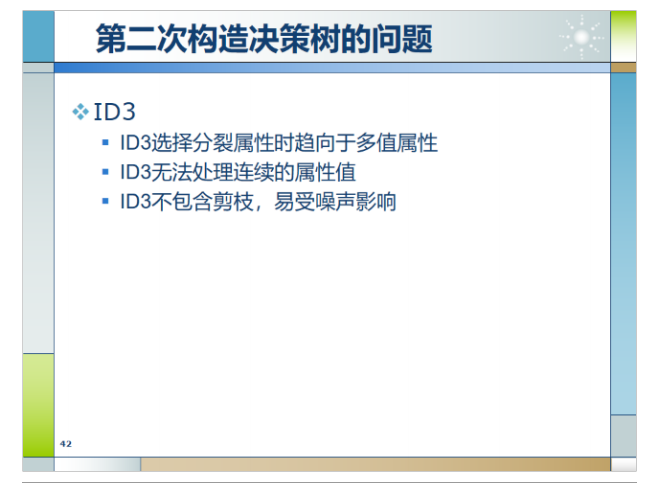 第二次构造决策树的问题
ID3
ID3选择分裂属性时趋向于多值属性
ID3无法处理连续的属性值
ID3不包含剪枝，易受噪声影响
42